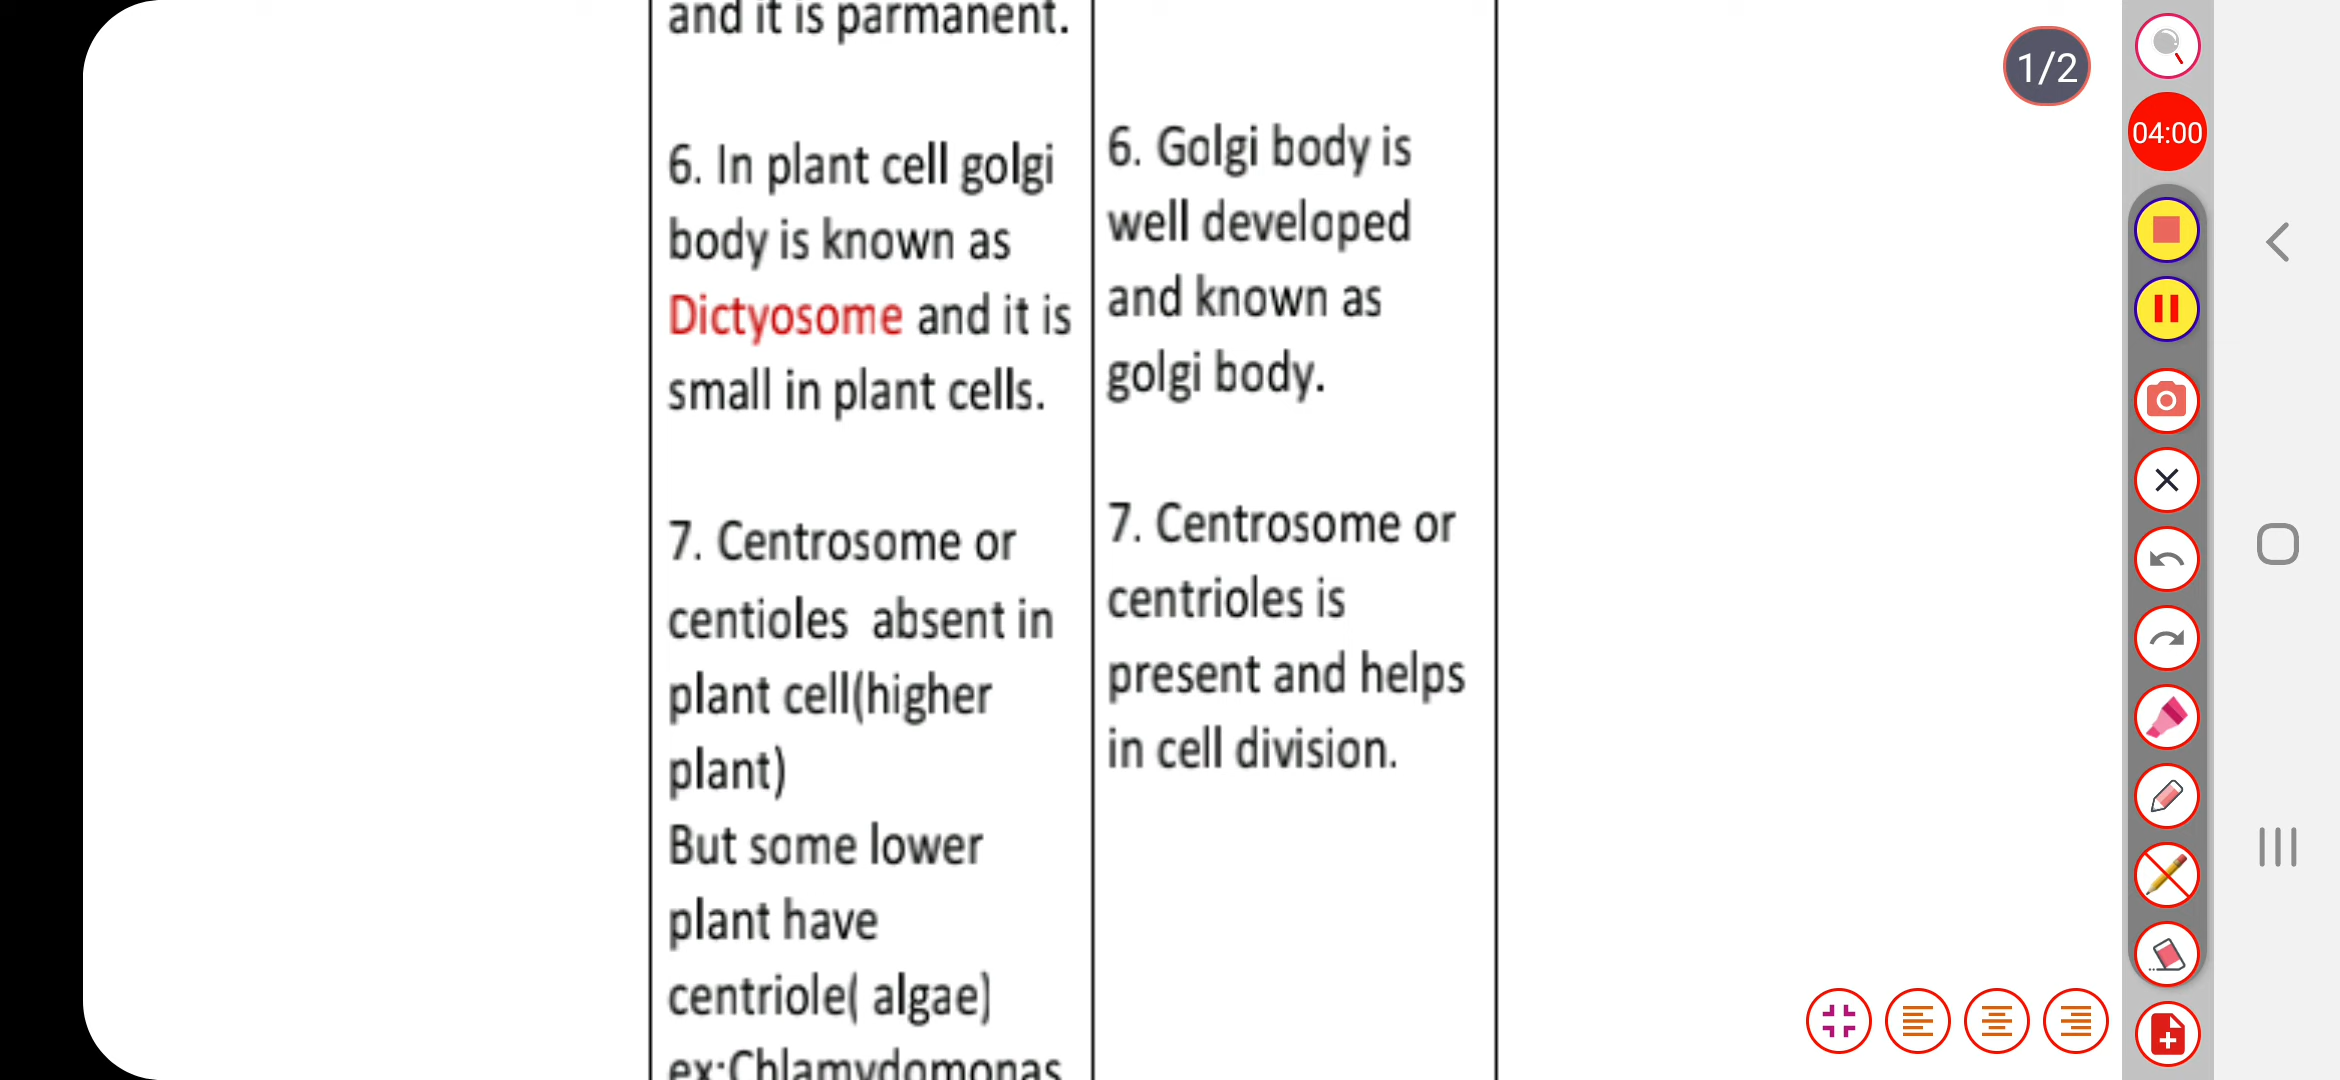 and it is parmanent.
6. In plant cell golgi
body is known as
Dictyosome and it is
small in plant cells.
7. Centrosome or
centioles absent in
plant cell(higher
plant)
But some lower
plant have
centriole( algae)
ex:Chlamydomonas
6. Golgi body is
well developed
and known as
golgi body.
7. Centrosome or
centrioles is
present and helps
in cell division.
1/2
04:00